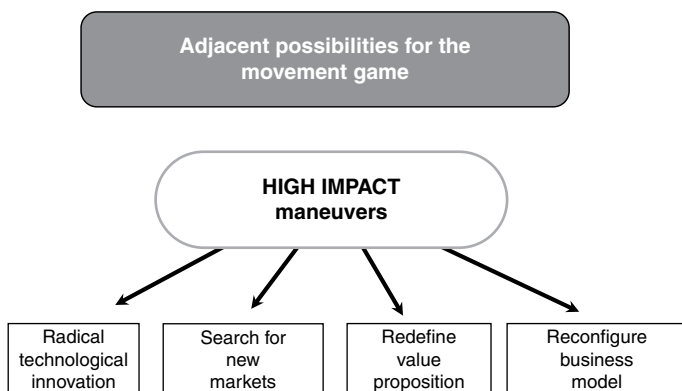 Adjacent possibilities for the
movement game
HIGH IMPACT
maneuvers
Radical
technological
innovation
Search for
new
markets
Redefine
value
proposition
Reconfigure
business
model